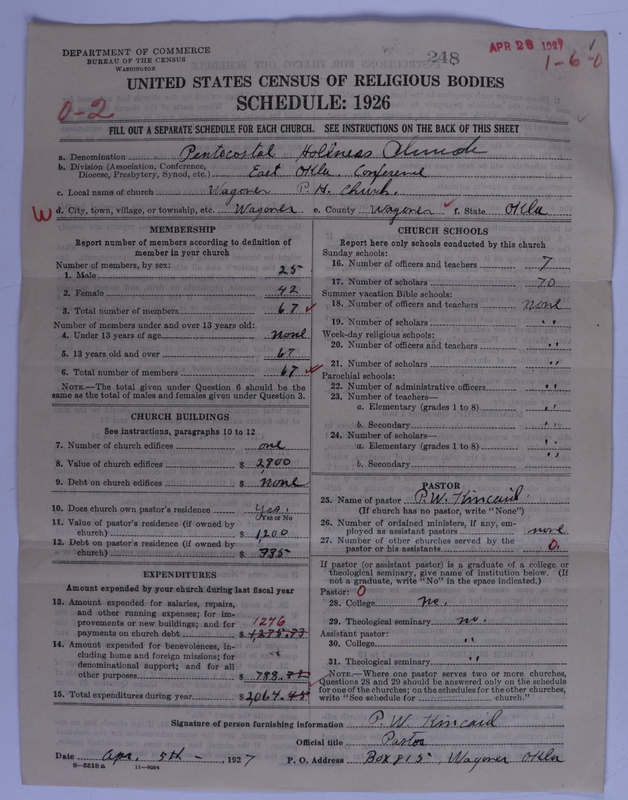 DEPARTMENT OF COMMERCE
BUREAU OF THE CENSUS
WASHINGTON
248
APR 28 1927
1-6-0
UNITED STATES CENSUS OF RELIGIOUS BODIES
SCHEDULE: 1926
0-2
FILL OUT A SEPARATE SCHEDULE FOR EACH CHURCH. SEE INSTRUCTIONS ON THE BACK OF THIS SHEET
a. Denomination Pentecostal Holiness Church
b. Division (Association, Conference, Diocese, Presbytery, Synod, etc.) East Okla. Conference
c. Local name of church Wagoner P. H. Church.
W d. City, town, village, or township, etc. Wagoner e. County Wagoner f. State Okla
MEMBERSHIP
Report number of members according to definition of
member in your church
Number of members, by sex:
1. Male 25
2. Female 42
3. Total number of members 67
Number of members under and over 13 years old:
4. Under 13 years of age none
5. 13 years old and over 67
6. Total number of members 67
NOTE.—The total given under Question 6 should be the
same as the total of males and females given under Question 3.
CHURCH BUILDINGS
See instructions, paragraphs 10 to 12
7. Number of church edifices one
8. Value of church edifices $ 2800
9. Debt on church edifices $ none
10. Does church own pastor's residence Yes.
(Yes or No
11. Value of pastor's residence (if owned by
church) $ 1200
12. Debt on pastor's residence (if owned by
church) $ 385
EXPENDITURES
Amount expended by your church during last fiscal year
13. Amount expended for salaries, repairs,
and other running expenses; for im-
provements or new buildings; and for 1276
payments on church debt $ 1,275.
14. Amount expended for benevolences, in-
cluding home and foreign missions; for
denominational support; and for all
other purposes $ 788.
15. Total expenditures during year $ 2,064.45
CHURCH SCHOOLS
Report here only schools conducted by this church
Sunday schools:
16. Number of officers and teachers 7
17. Number of scholars 70
Summer vacation Bible schools:
18. Number of officers and teachers none
19. Number of scholars "
Week-day religious schools:
20. Number of officers and teachers "
21. Number of scholars "
Parochial schools:
22. Number of administrative officers "
23. Number of teachers—
a. Elementary (grades 1 to 8) "
b. Secondary "
24. Number of scholars—
a. Elementary (grades 1 to 8) "
b. Secondary "
PASTOR
25. Name of pastor P. W. Kincaid
(If church has no pastor, write "None")
26. Number of ordained ministers, if any, em-
ployed as assistant pastors none
27. Number of other churches served by the
pastor or his assistants 0.
If pastor (or assistant pastor) is a graduate of a college or
theological seminary, give name of institution below. (If
not a graduate, write "No" in the space indicated.)
Pastor: 0
28. College no.
29. Theological seminary no.
Assistant pastor:
30. College "
31. Theological seminary "
NOTE.—Where one pastor serves two or more churches,
Questions 28 and 29 should be answered only on the schedule
for one of the churches; on the schedules for the other churches,
write "See schedule for church."
Signature of person furnishing information P. W. Kincaid
Official title Pastor
Date Apr. 5th - 1927 P. O. Address Box 815, Wagoner Okla
8—5518 a 11—9034